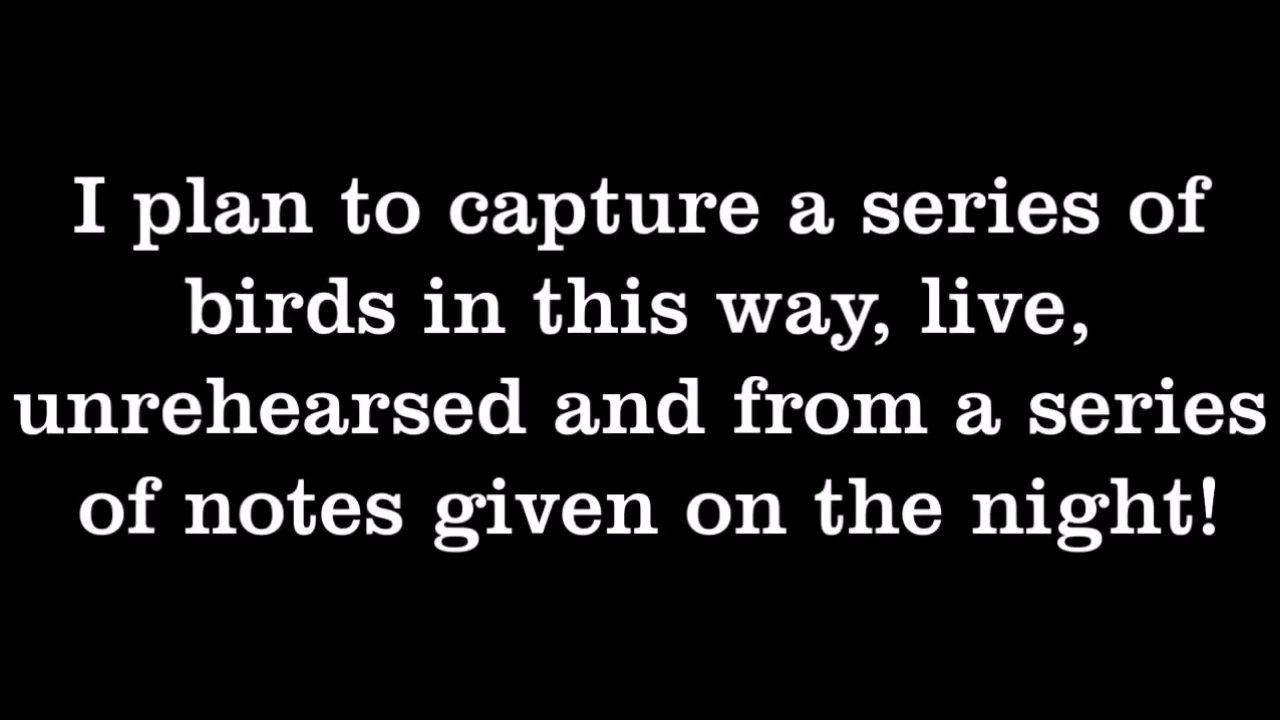 I plan to capture a series of
birds in this way, live,
unrehearsed and from a series
of notes given on the night!